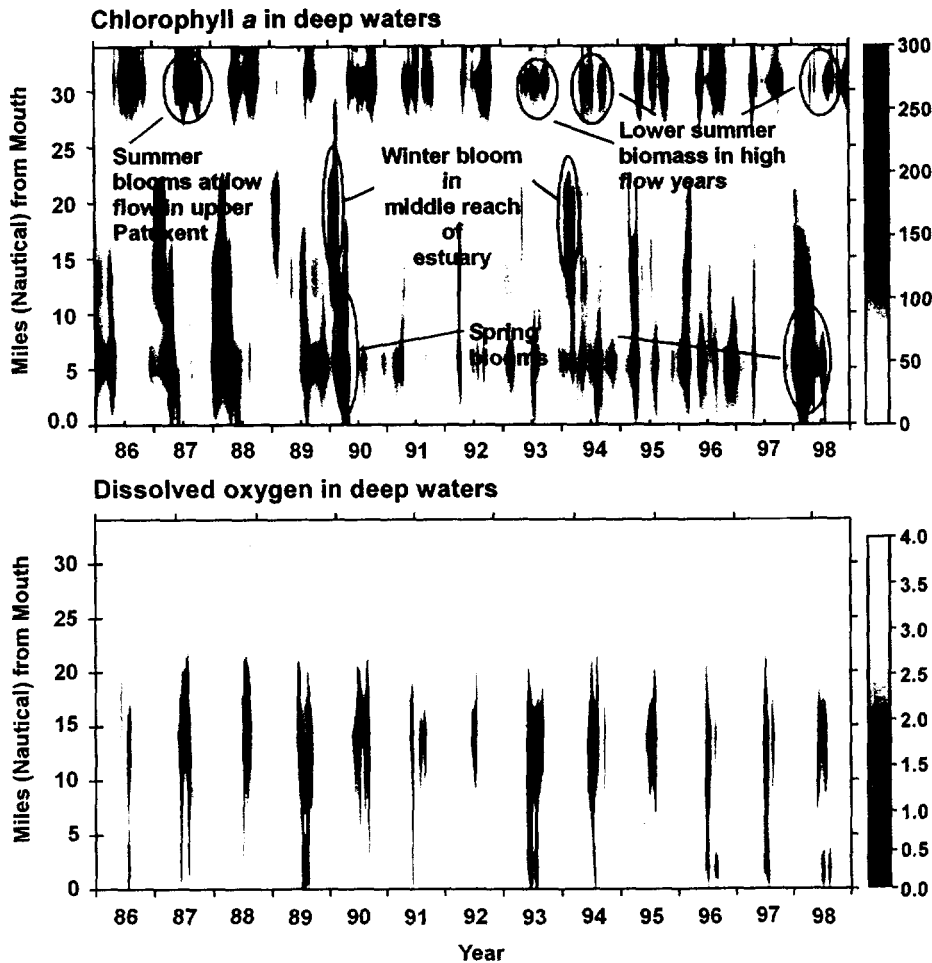 Chlorophyll a in deep waters
Miles (Nautical) from Mouth
30
25
20
15
10
5
0.0
Summer
blooms at low
flow in upper
Patuxent
Winter bloom
in
middle reach
of
estuary
Lower summer
biomass in high
flow years
Spring
blooms
86 87 88 89 90 91 92 93 94 95 96 97 98
300
250
200
150
100
50
0
Dissolved oxygen in deep waters
Miles (Nautical) from Mouth
30
25
20
15
10
5
0
86 87 88 89 90 91 92 93 94 95 96 97 98
Year
4.0
3.5
3.0
2.5
2.0
1.5
1.0
0.5
0.0